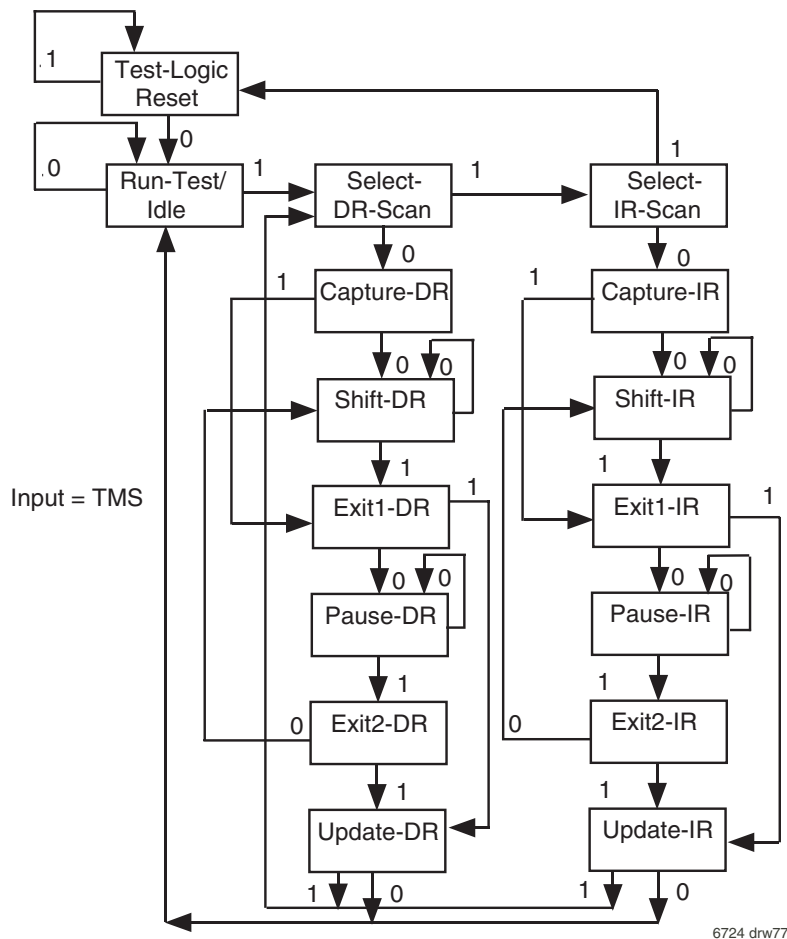 .1
Test-Logic
Reset
0
.0
Run-Test/
Idle
1
Select-
DR-Scan
1
1
Select-
IR-Scan
0
0
1
Capture-DR
1
Capture-IR
0
0
0
0
Shift-DR
Shift-IR
1
1
Input = TMS
Exit1-DR
1
Exit1-IR
1
0
0
0
0
Pause-DR
Pause-IR
1
1
0
Exit2-DR
0
Exit2-IR
1
1
Update-DR
Update-IR
1
0
1
0
6724 drw77